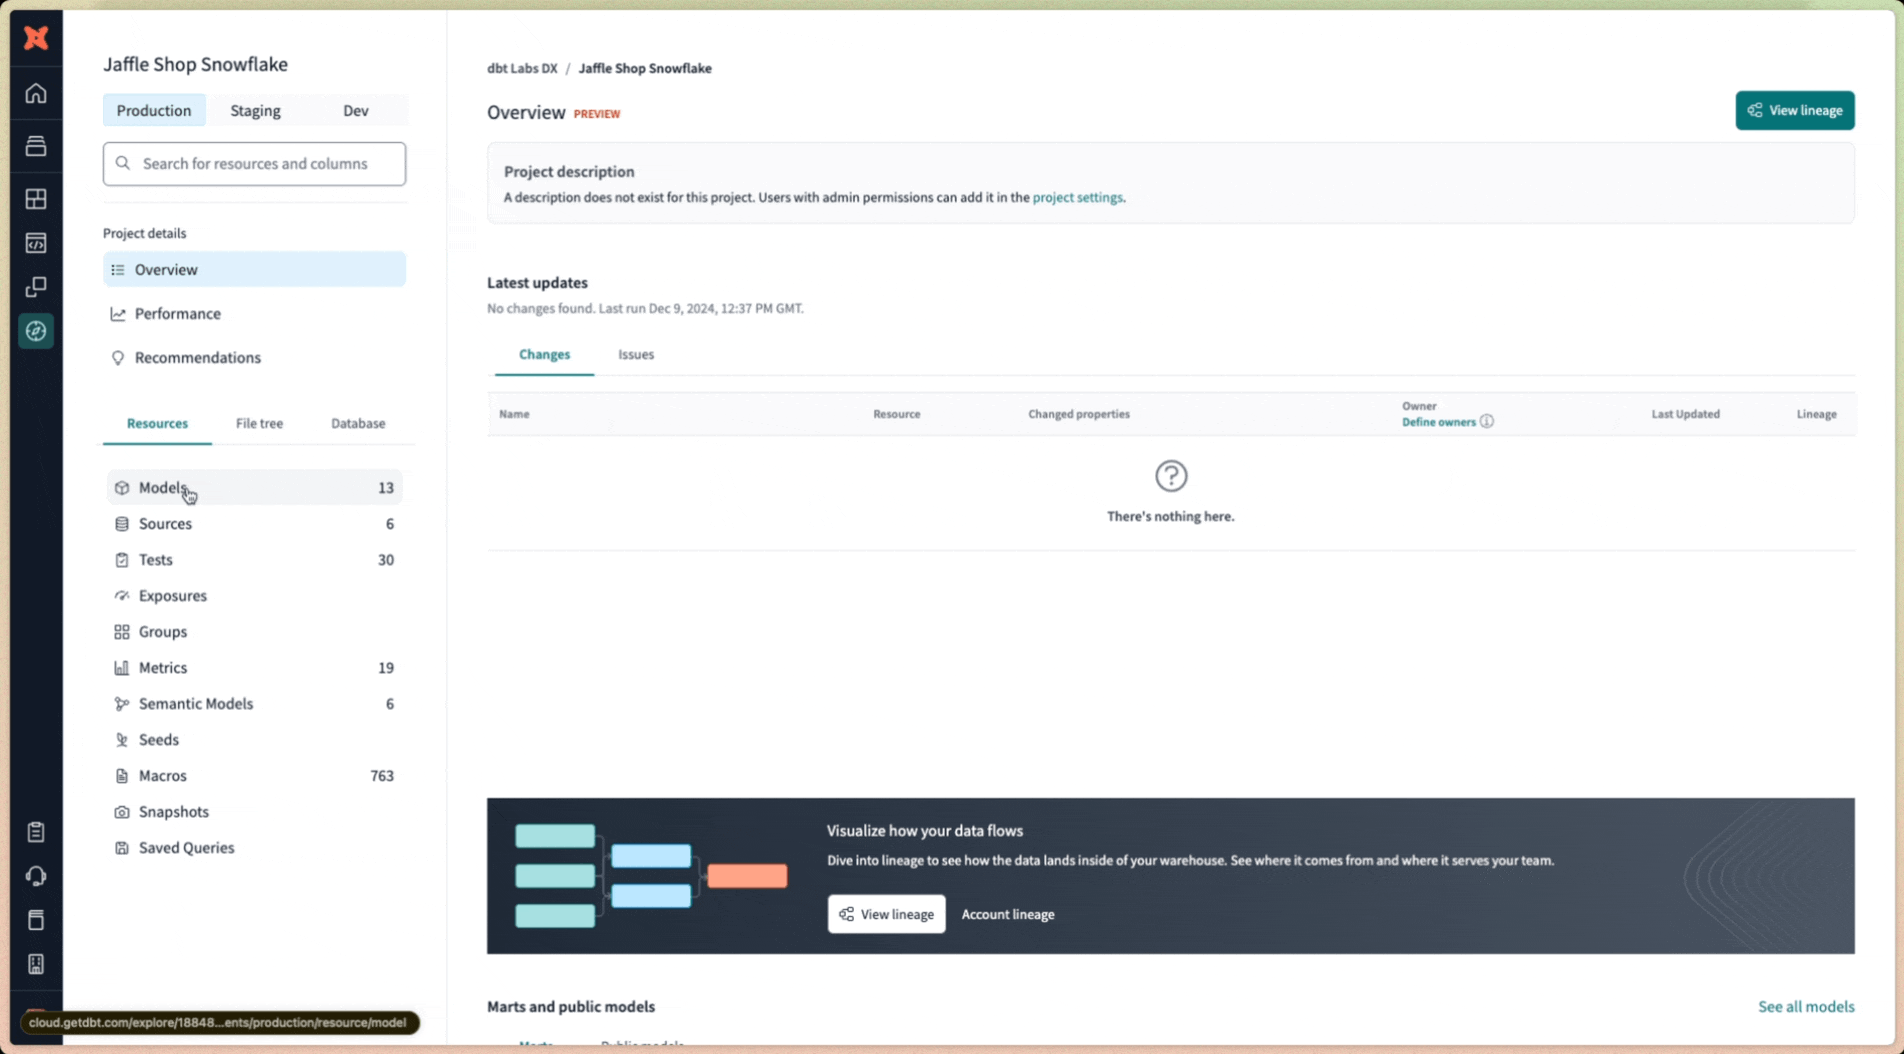 Jaffle Shop Snowflake
Production
Staging
Dev
Search for resources and columns
Project details
Overview
Performance
Recommendations
Resources
File tree
Database
Models 13
Sources 6
Tests 30
Exposures
Groups
Metrics 19
Semantic Models 6
Seeds
Macros 763
Snapshots
Saved Queries
cloud.getdbt.com/explore/18848...ents/production/resource/model
dbt Labs DX / Jaffle Shop Snowflake
Overview PREVIEW
View lineage
Project description
A description does not exist for this project. Users with admin permissions can add it in the project settings.
Latest updates
No changes found. Last run Dec 9, 2024, 12:37 PM GMT.
Changes
Issues
Name
Resource
Changed properties
Owner
Define owners
Last Updated
Lineage
There's nothing here.
Visualize how your data flows
Dive into lineage to see how the data lands inside of your warehouse. See where it comes from and where it serves your team.
View lineage
Account lineage
Marts and public models
See all models
Marts
Public models